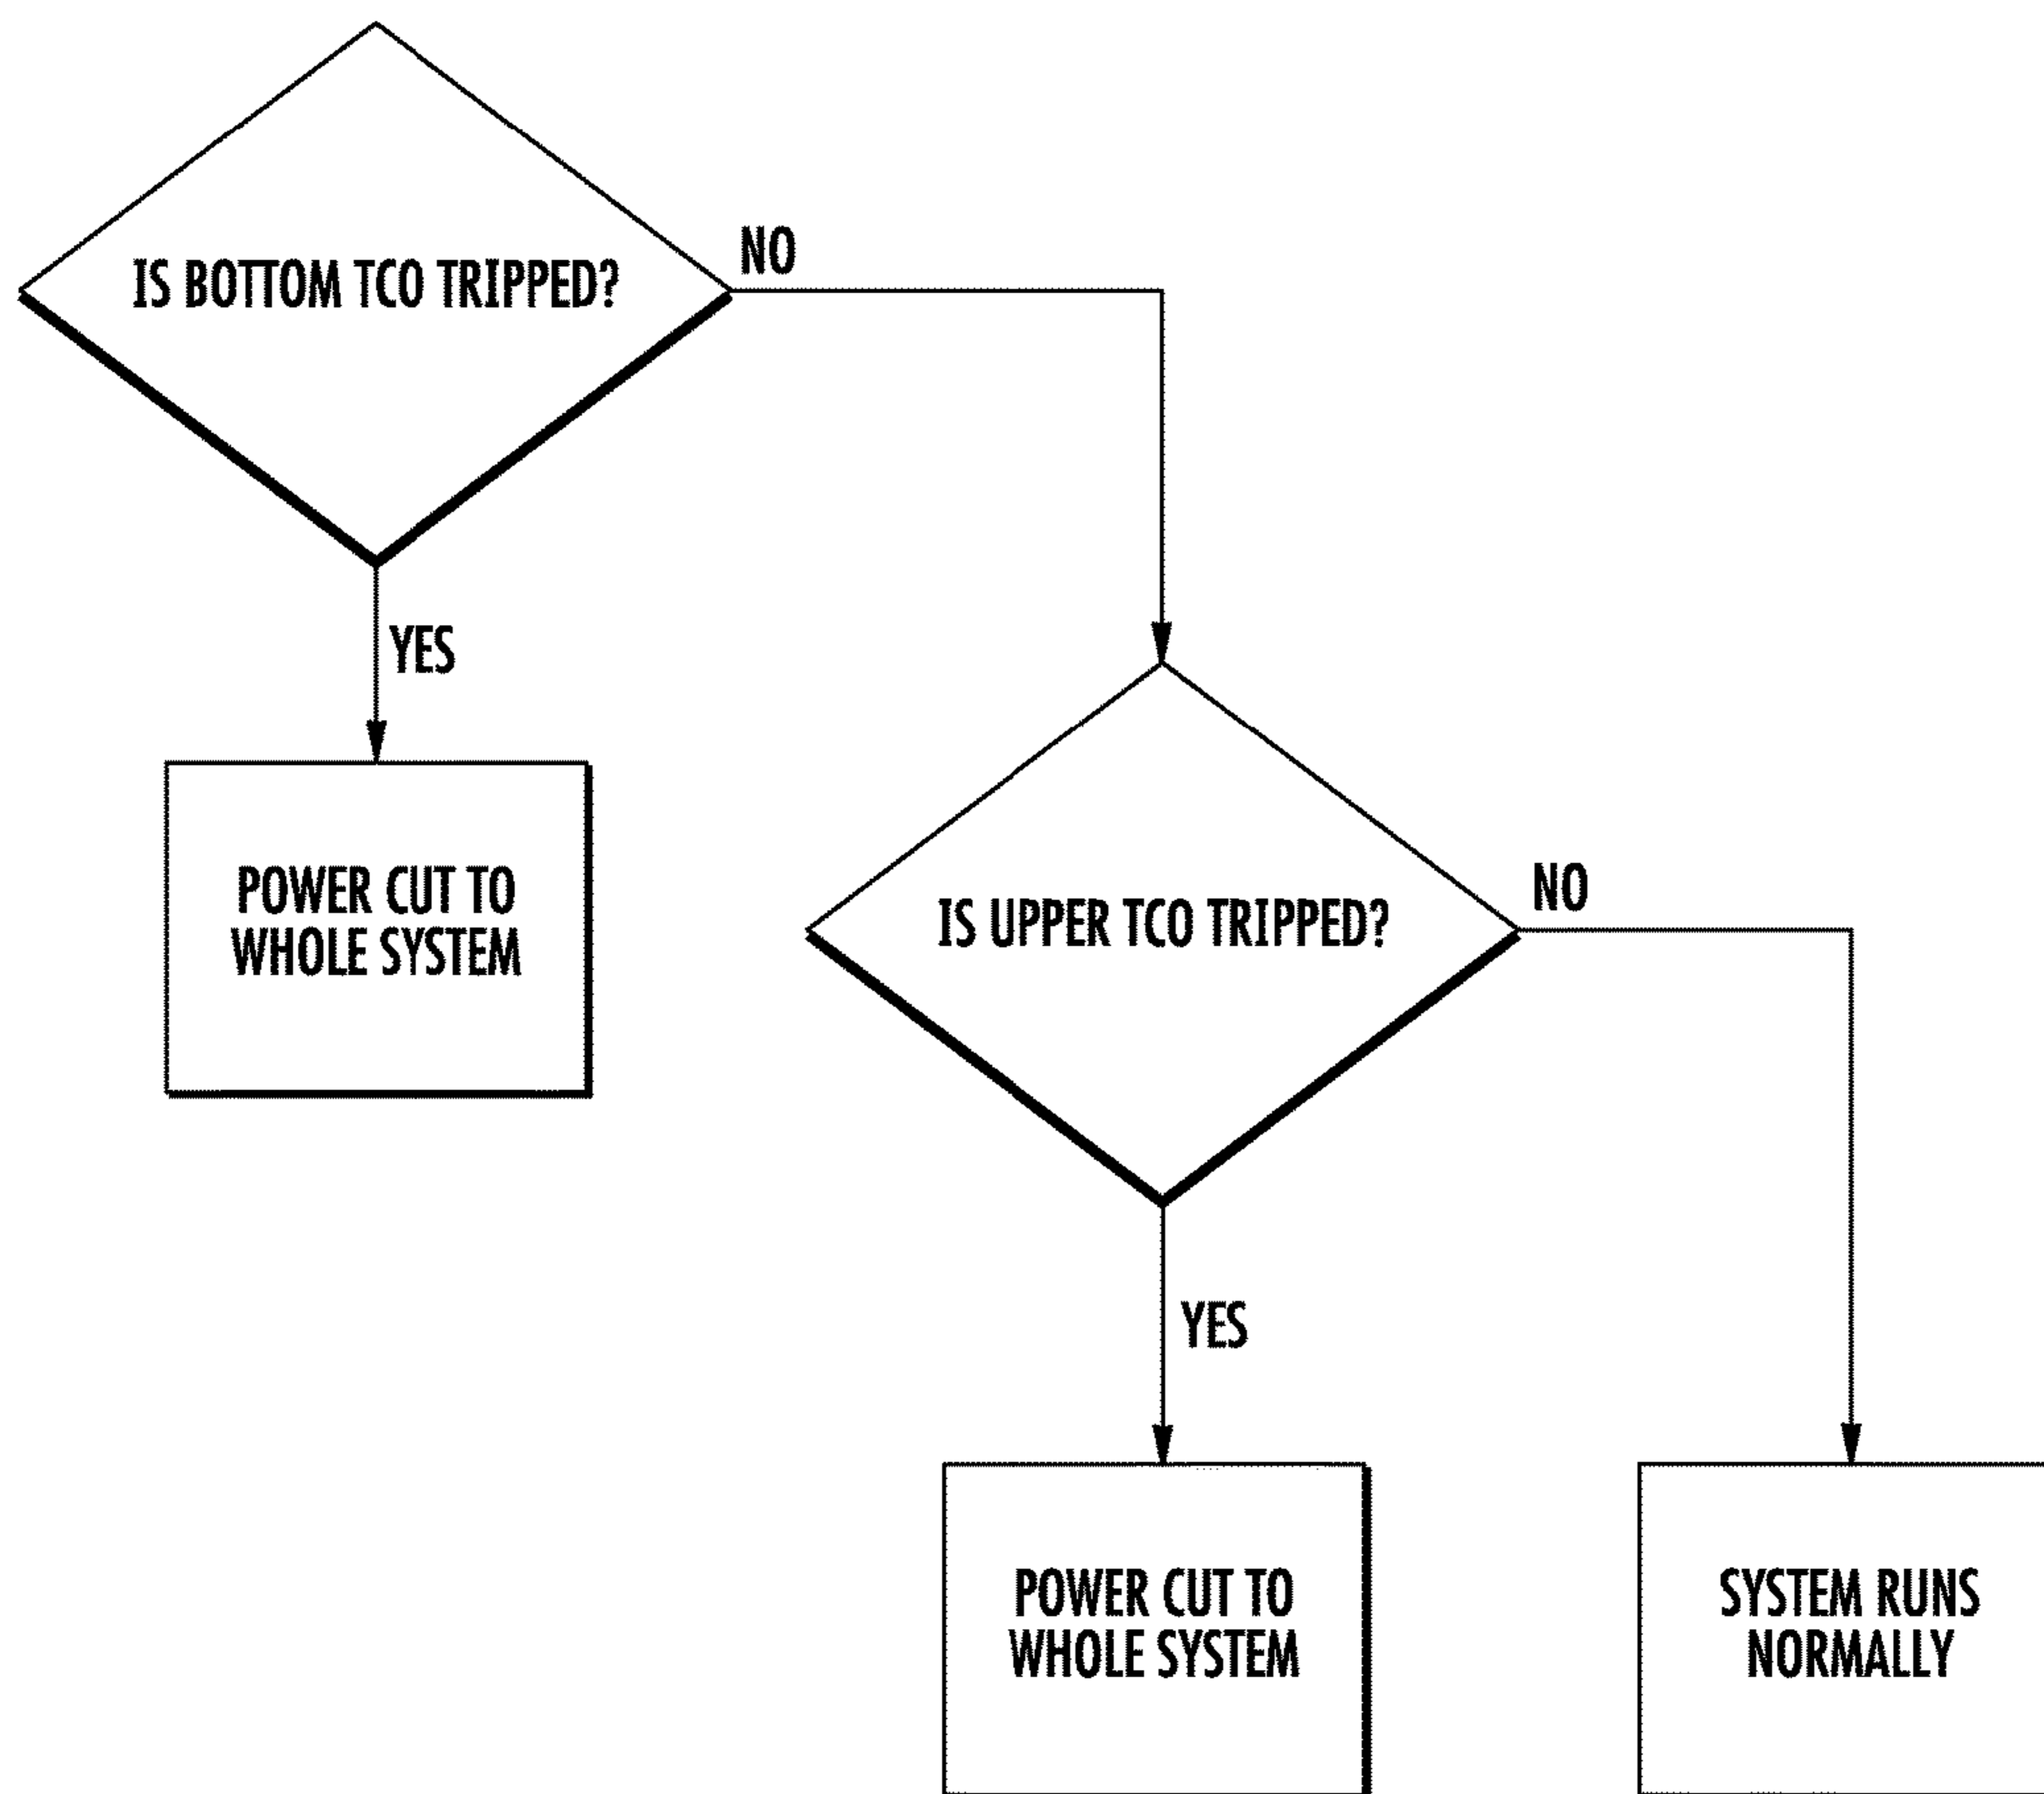 IS BOTTOM TCO TRIPPED?
NO
YES
POWER CUT TO
WHOLE SYSTEM
IS UPPER TCO TRIPPED?
NO
YES
POWER CUT TO
WHOLE SYSTEM
SYSTEM RUNS
NORMALLY